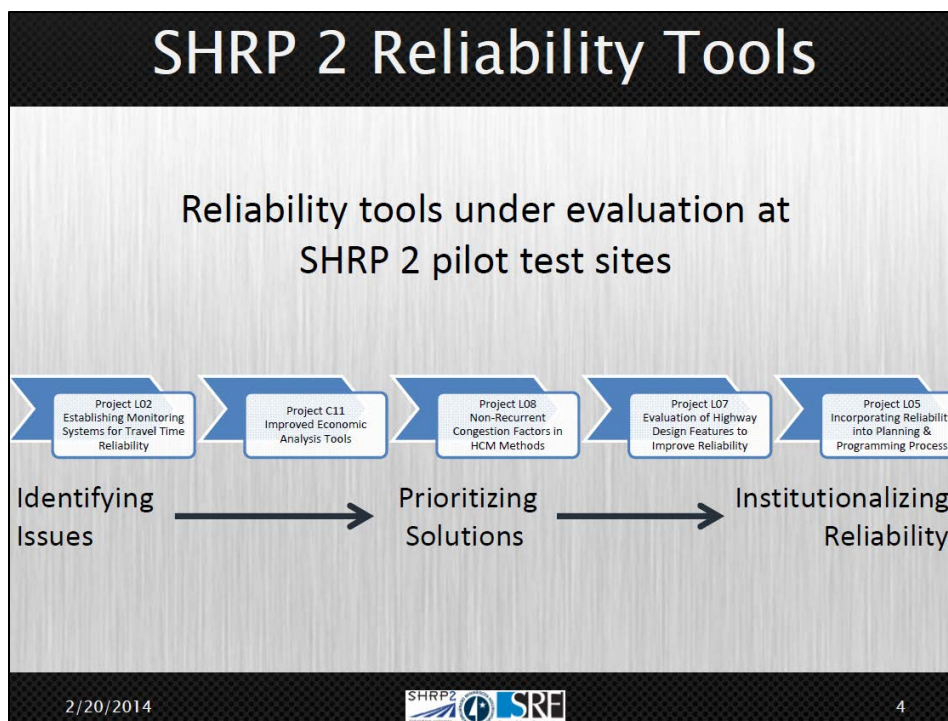 SHRP 2 Reliability Tools
Reliability tools under evaluation at
SHRP 2 pilot test sites
Project L02
Establishing Monitoring
Systems for Travel Time
Reliability
Project C11
Improved Economic
Analysis Tools
Project L08
Non-Recurrent
Congestion Factors in
HCM Methods
Project L07
Evaluation of Highway
Design Features to
Improve Reliability
Project L05
Incorporating Reliabilit
into Planning &
Programming Process
Identifying
Issues
Prioritizing
Solutions
Institutionalizing
Reliability
2/20/2014
SHRP2
SRF
4